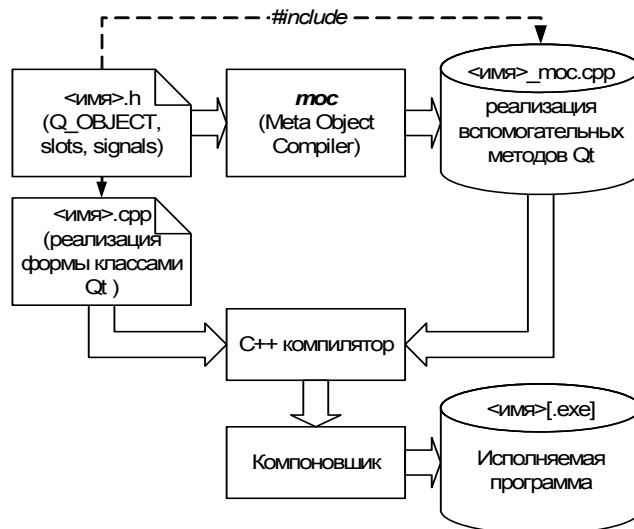 #include
<имя>.h
(Q_OBJECT,
slots, signals)
moc
(Meta Object
Compiler)
<имя>_moc.cpp
реализация
вспомогательных
методов Qt
<имя>.cpp
(реализация
формы классами
Qt )
C++ компилятор
Компоновшик
<имя>[.exe]
Исполняемая
программа